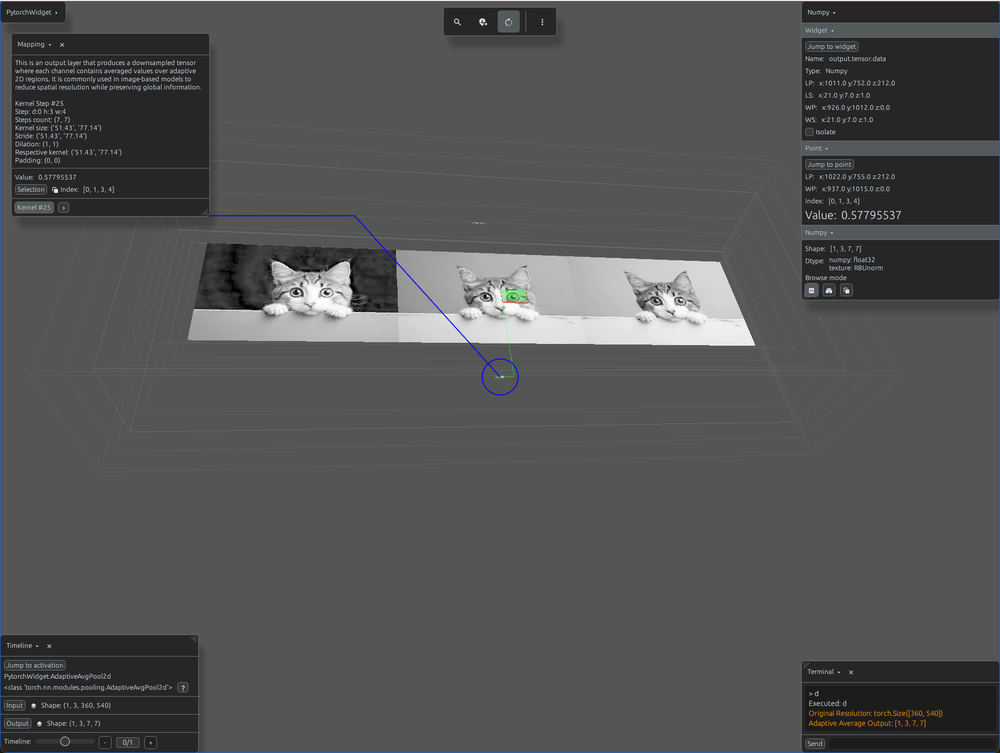 PytorchWidget
Mapping
This is an output layer that produces a downsampled tensor
where each channel contains averaged values over adaptive
2D regions. It is commonly used in image-based models to
reduce spatial resolution while preserving global information.
Kernel Step #25
Step: d:0 h:3 w:4
Steps count: (7, 7)
Kernel size: ('51.43', '77.14')
Stride: ('51.43', '77.14')
Dilation: (1, 1)
Respective kernel: ('51.43', '77.14')
Padding: (0, 0)
Value: 0.57795537
Selection Index: [0, 1, 3, 4]
Kernel #25
Numpy
Widget
Jump to widget
Name: output.tensor.data
Type: Numpy
LP: x:1011.0 y:752.0 z:212.0
LS: x:21.0 y:7.0 z:1.0
WP: x:926.0 y:1012.0 z:0.0
WS: x:21.0 y:7.0 z:1.0
Isolate
Point
Jump to point
LP: x:1022.0 y:755.0 z:212.0
WP: x:937.0 y:1015.0 z:0.0
Index: [0, 1, 3, 4]
Value: 0.57795537
Numpy
Shape: [1, 3, 7, 7]
Dtype: numpy: float32
texture: R8Unorm
Browse mode
Timeline
Jump to activation
PytorchWidget.AdaptiveAvgPool2d
<class 'torch.nn.modules.pooling.AdaptiveAvgPool2d'> ?
Input Shape: (1, 3, 360, 540)
Output Shape: (1, 3, 7, 7)
Timeline: - 0/1 +
Terminal
> d
Executed: d
Original Resolution: torch.Size([360, 540])
Adaptive Average Output: [1, 3, 7, 7]
Send